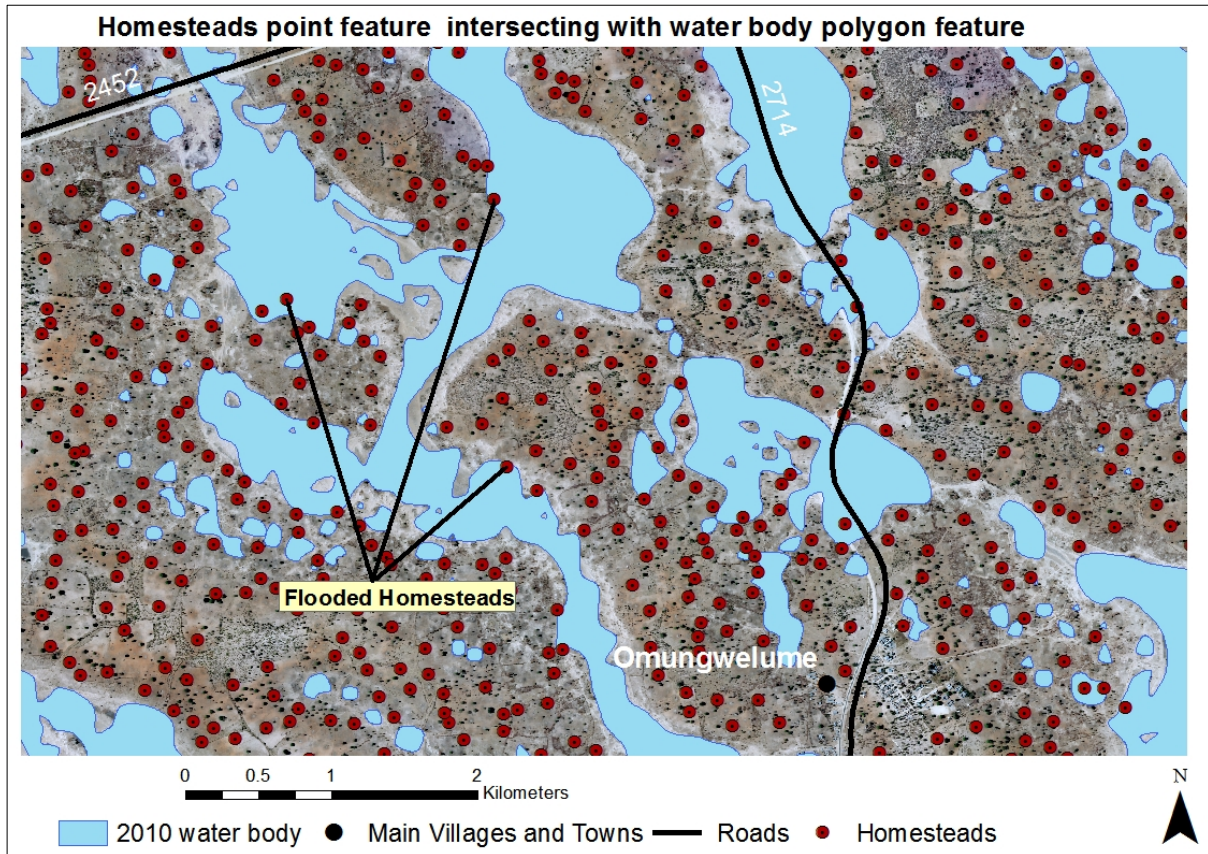 Homesteads point feature intersecting with water body polygon feature
2452
2714
Flooded Homesteads
Omungwelume
0 0.5 1 2
Kilometers
N
2010 water body Main Villages and Towns Roads Homesteads